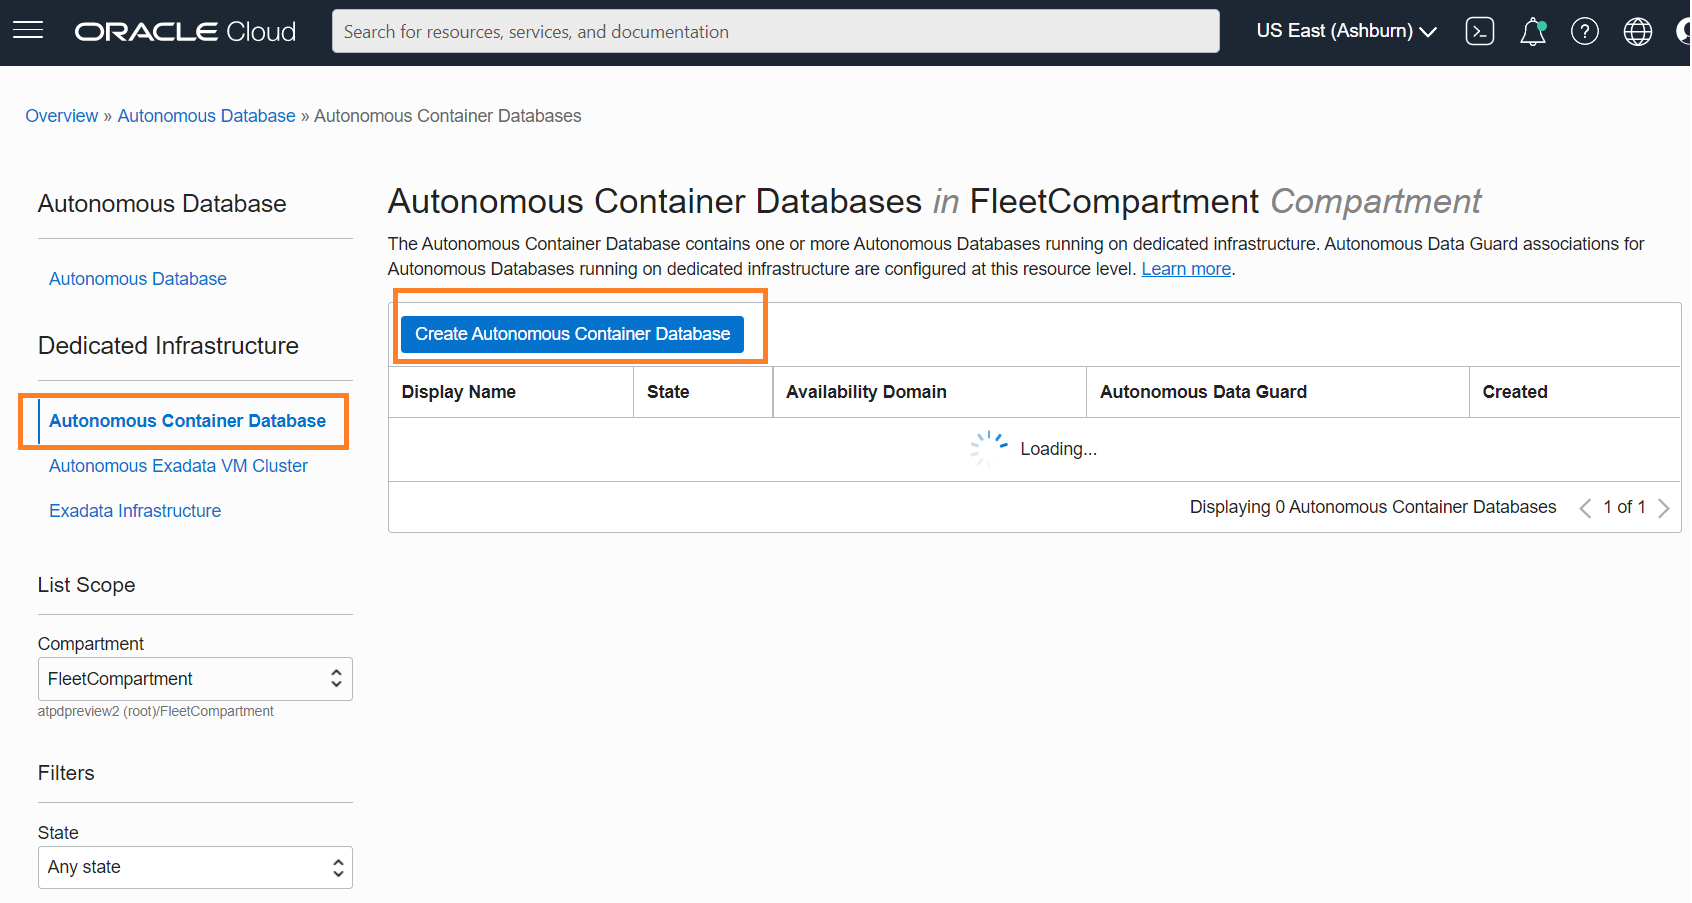 ORACLE Cloud
Search for resources, services, and documentation
US East (Ashburn)
Overview » Autonomous Database » Autonomous Container Databases
Autonomous Database
Autonomous Database
Dedicated Infrastructure
Autonomous Container Database
Autonomous Exadata VM Cluster
Exadata Infrastructure
List Scope
Compartment
FleetCompartment
atpdpreview2 (root)/FleetCompartment
Filters
State
Any state
Autonomous Container Databases in FleetCompartment Compartment
The Autonomous Container Database contains one or more Autonomous Databases running on dedicated infrastructure. Autonomous Data Guard associations for
Autonomous Databases running on dedicated infrastructure are configured at this resource level. Learn more.
Create Autonomous Container Database
Display Name State Availability Domain Autonomous Data Guard Created
Loading...
Displaying 0 Autonomous Container Databases 1 of 1